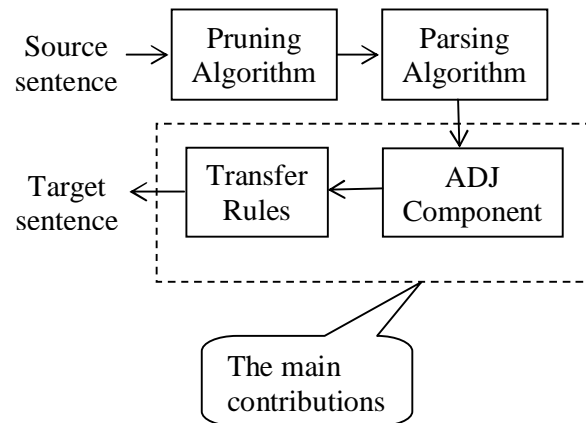 Source
sentence
Pruning
Algorithm
Parsing
Algorithm
Target
sentence
Transfer
Rules
ADJ
Component
The main
contributions